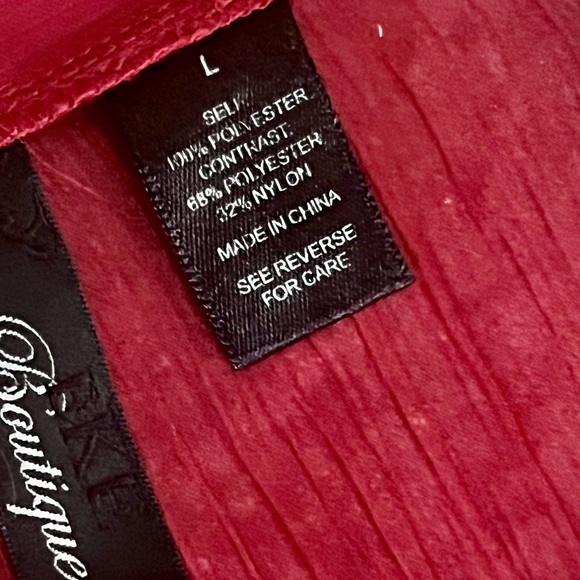 L
SELF
100% POLYESTER
CONTRAST
68% POLYESTER
32% NYLON
MADE IN CHINA
SEE REVERSE
FOR CARE
Boutique